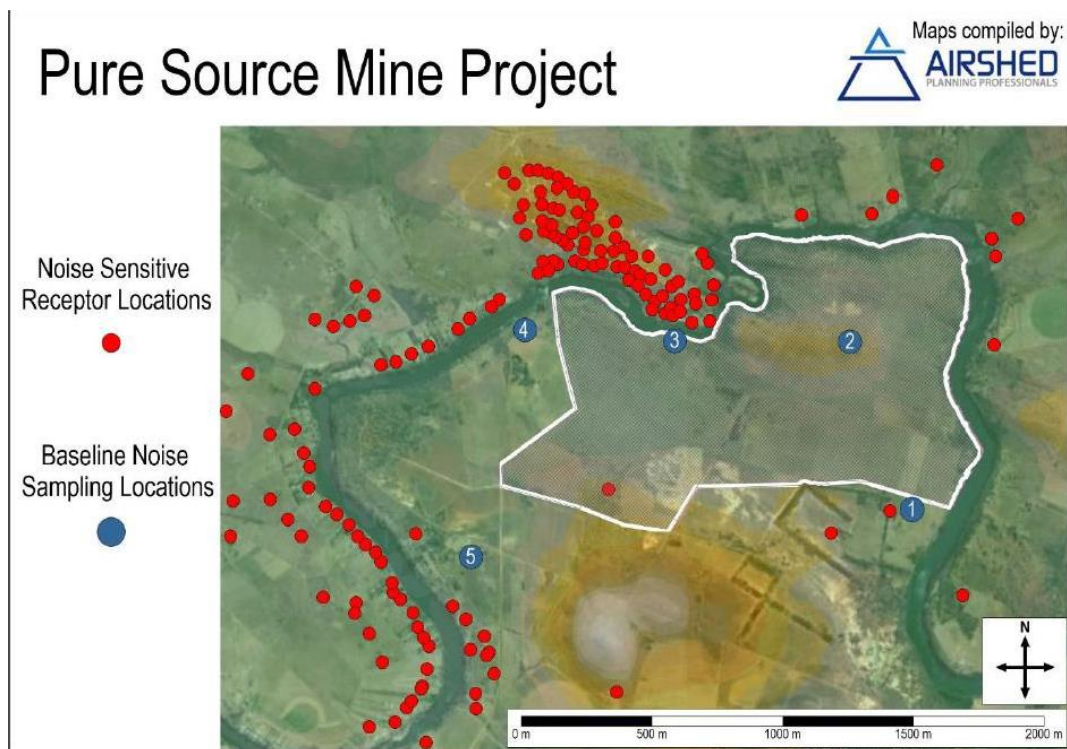 Pure Source Mine Project
Maps compiled by:
AIRSHED
PLANNING PROFESSIONALS
Noise Sensitive
Receptor Locations
Baseline Noise
Sampling Locations
4
3
2
1
5
N
0 m 500 m 1000 m 1500 m 2000 m